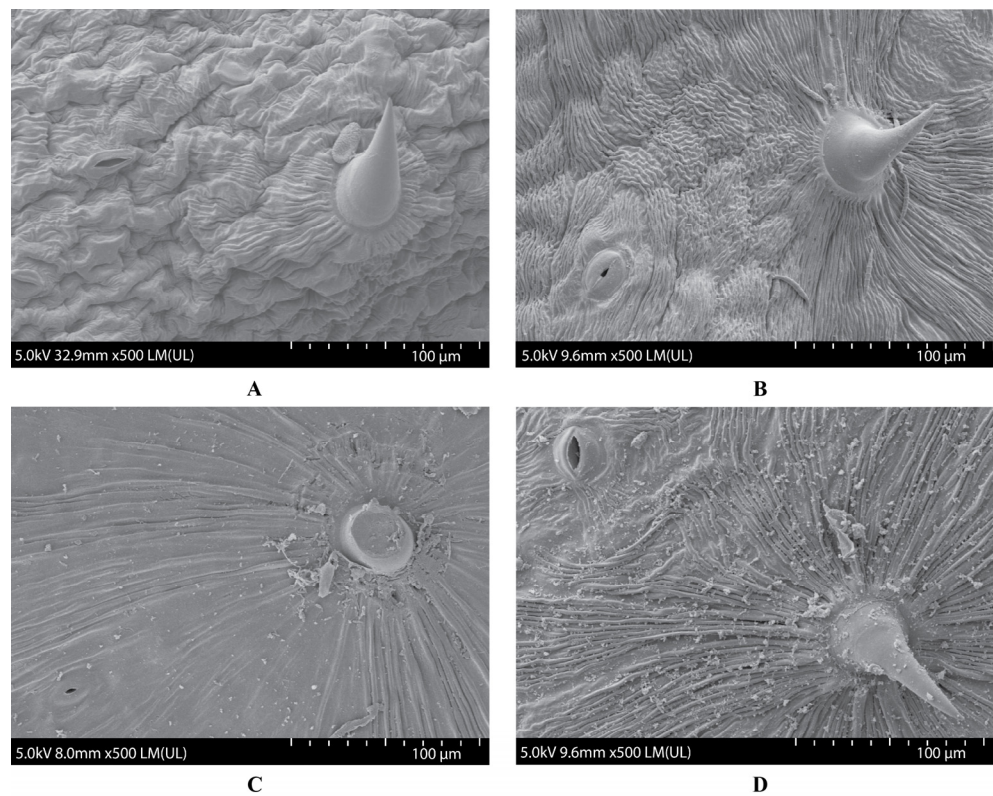 5.0kV 32.9mm x500 LM(UL) 100 µm
5.0kV 9.6mm x500 LM(UL) 100 µm
A
B
5.0kV 8.0mm x500 LM(UL) 100 µm
5.0kV 9.6mm x500 LM(UL) 100 µm
C
D